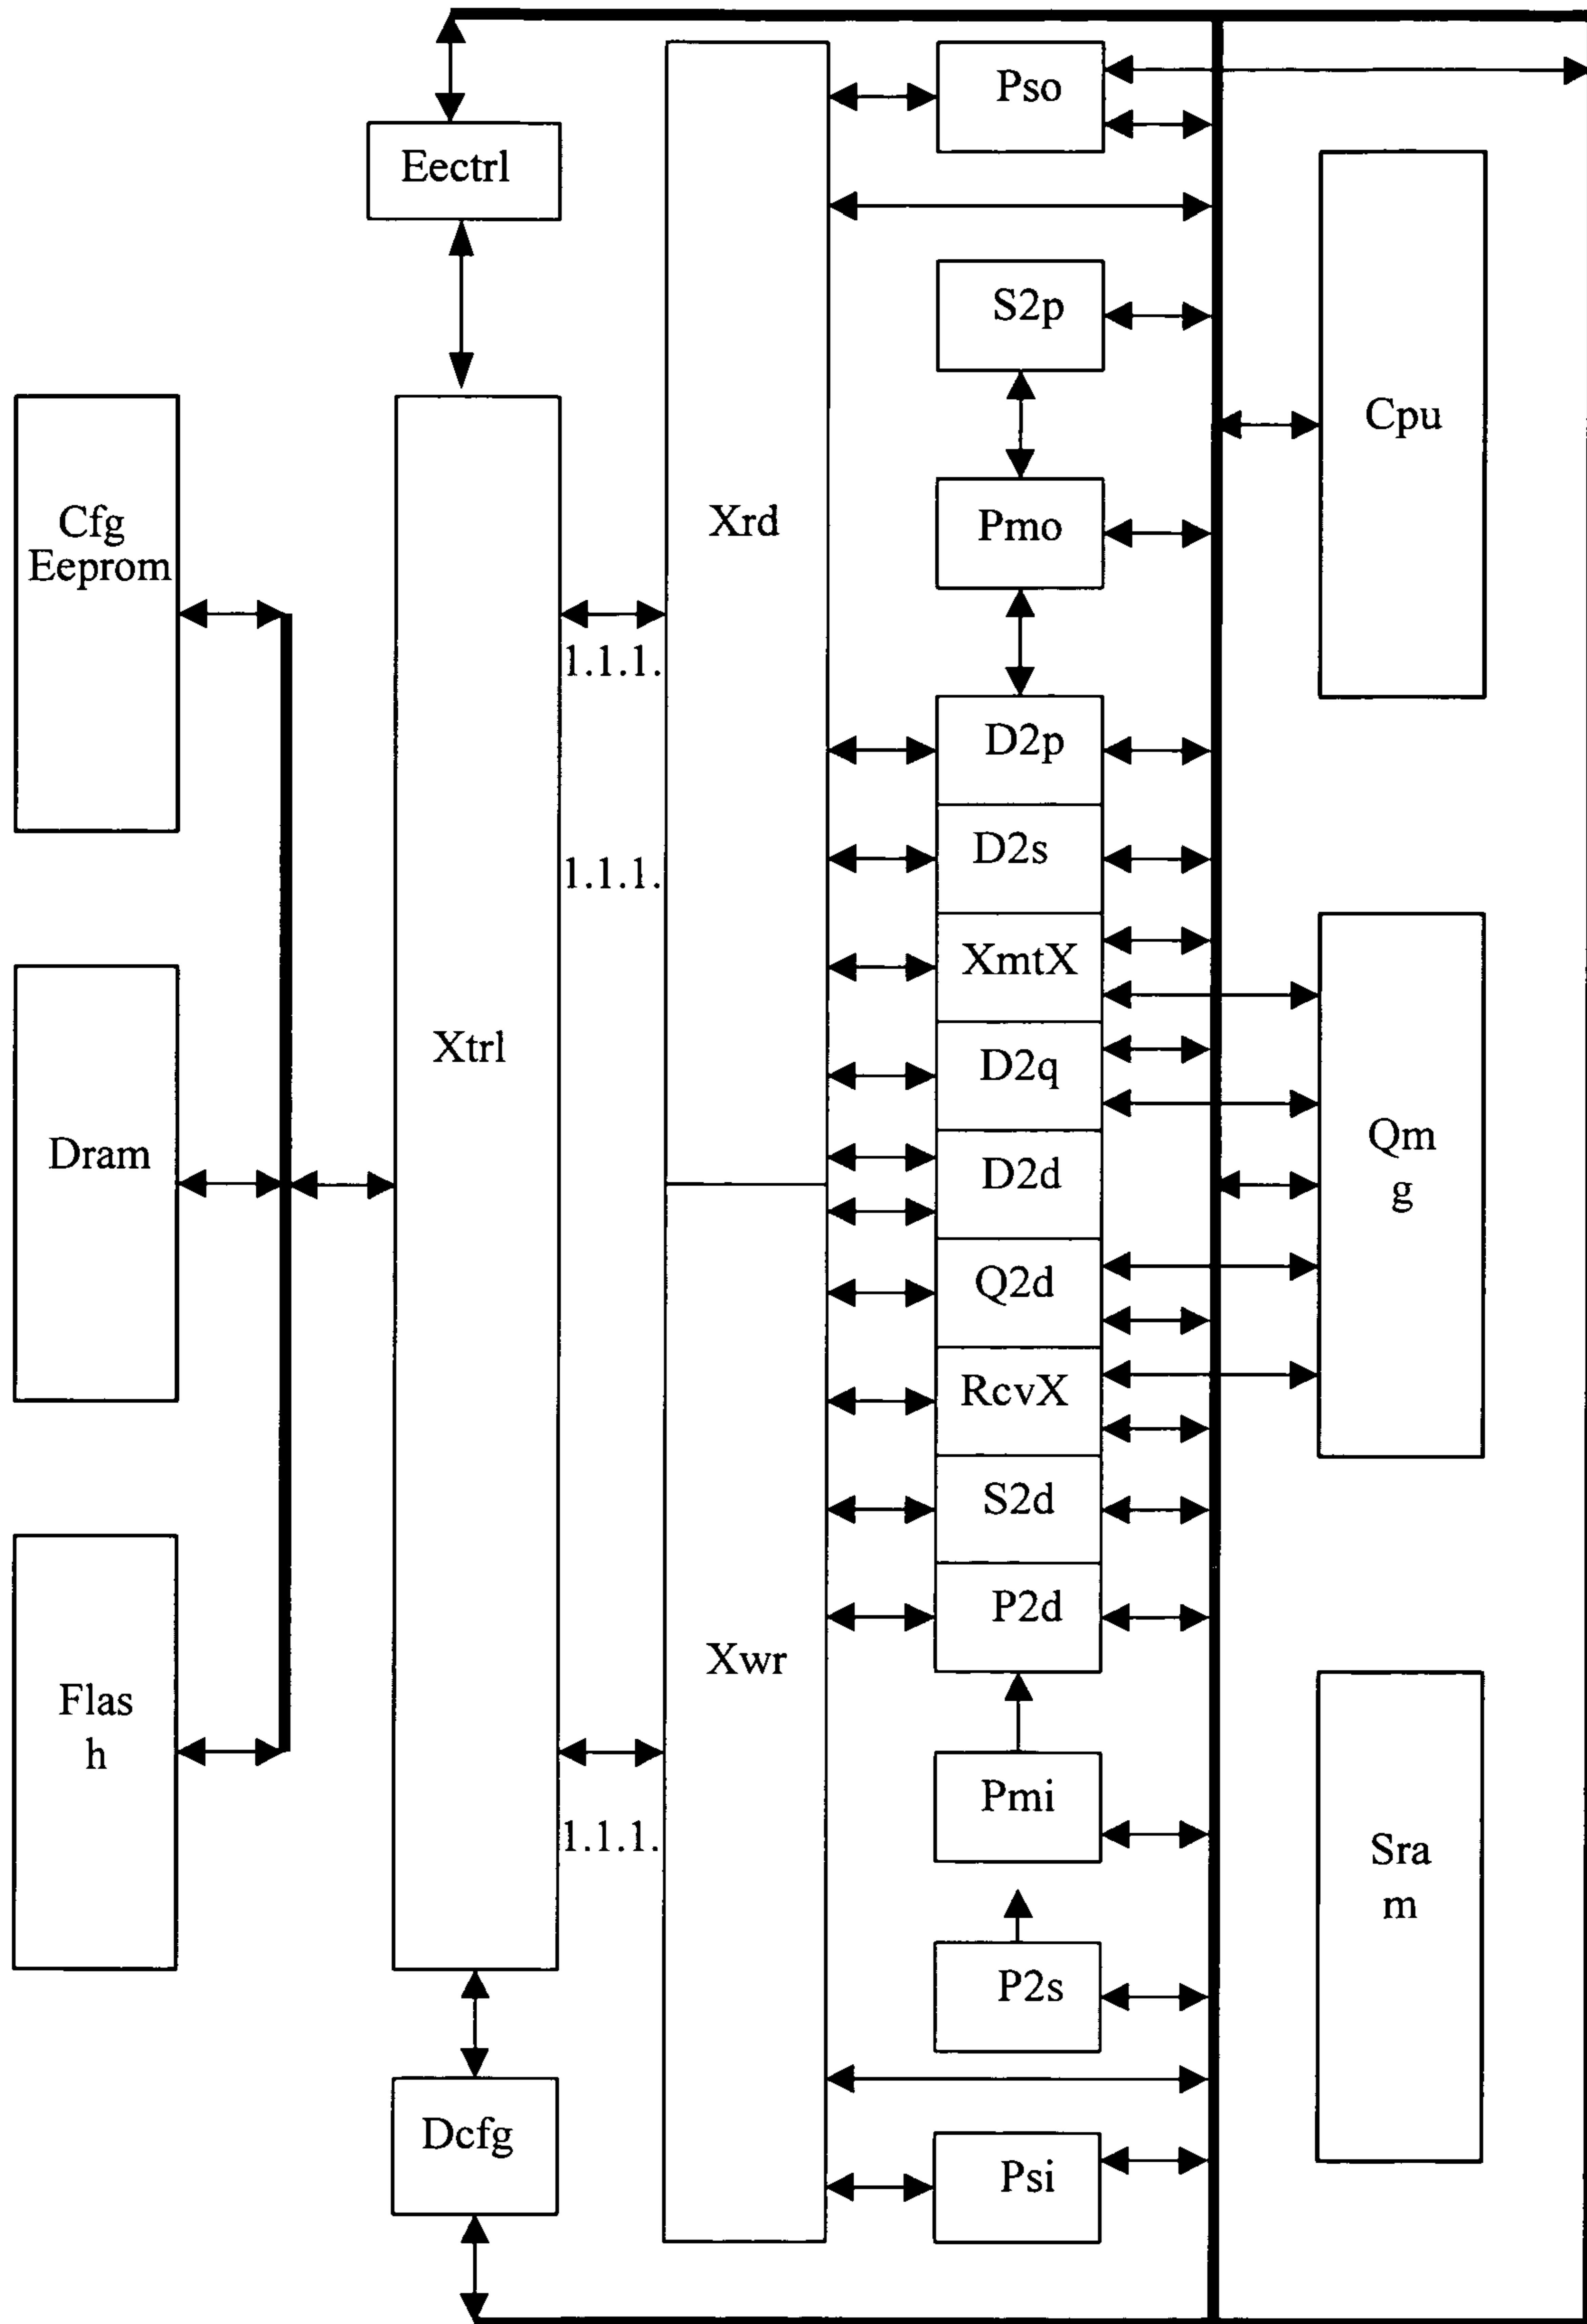 Pso
Eectrl
S2p
Cpu
Cfg
Eeprom
Xrd
Pmo
1.1.1.
D2p
D2s
1.1.1.
XmtX
Xtrl
D2q
Dram
Qm
g
D2d
Q2d
RcvX
S2d
P2d
Xwr
Flas
h
Pmi
1.1.1.
Sra
m
P2s
Dcfg
Psi